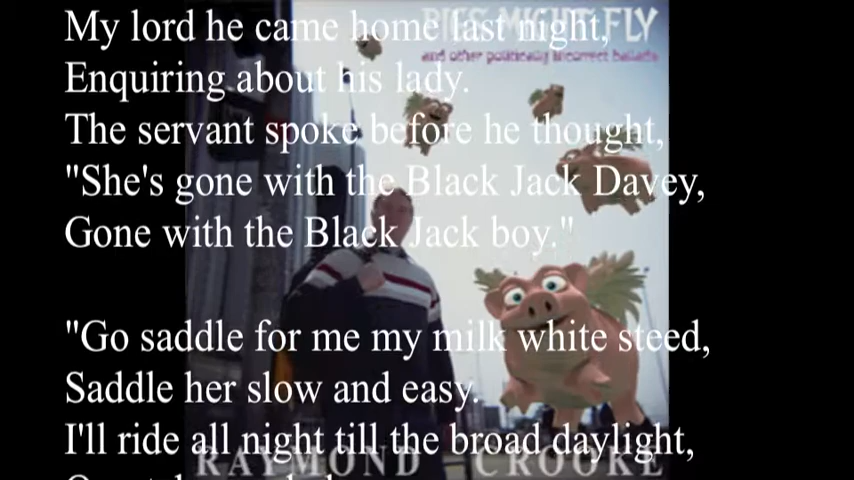 My lord he came home last night,
PIGS MIGHT FLY
and other politically incorrect ballads
Enquiring about his lady.
The servant spoke before he thought,
"She's gone with the Black Jack Davey,
Gone with the Black Jack boy."
"Go saddle for me my milk white steed,
Saddle her slow and easy.
I'll ride all night till the broad daylight,
RAYMOND CROOKE